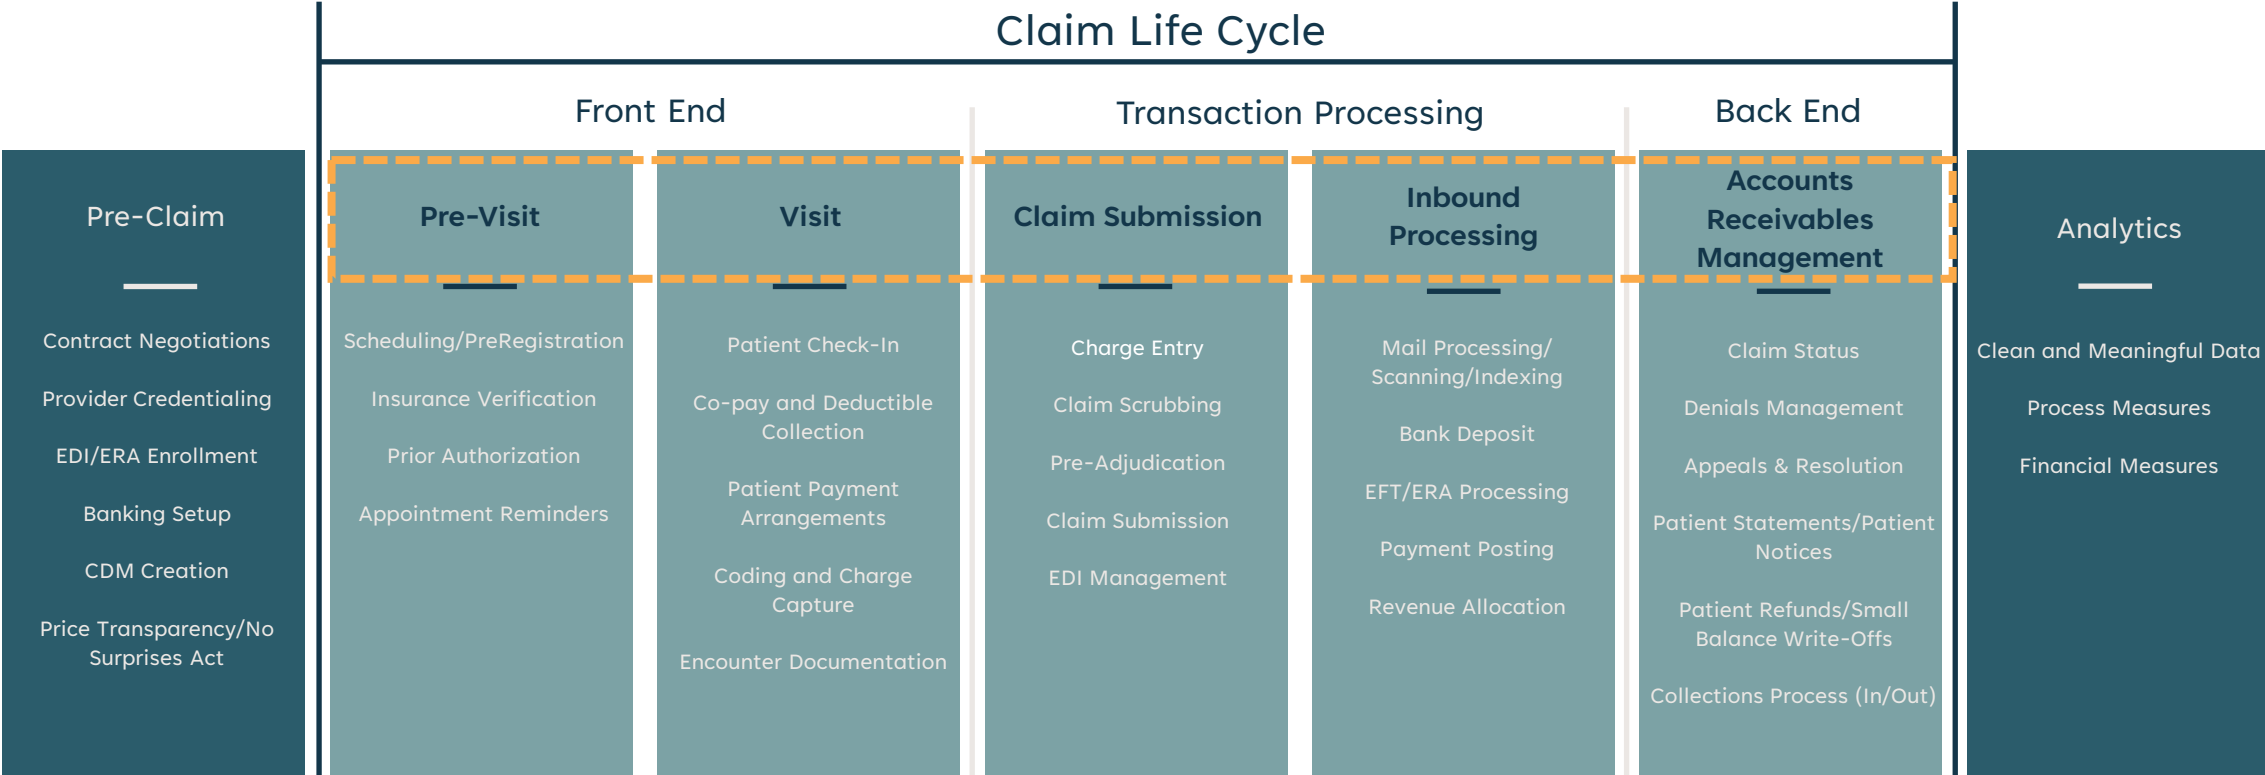 Claim Life Cycle
Front End
Transaction Processing
Back End
Pre-Claim
Contract Negotiations
Provider Credentialing
EDI/ERA Enrollment
Banking Setup
CDM Creation
Price Transparency/No
Surprises Act
Pre-Visit
Scheduling/PreRegistration
Insurance Verification
Prior Authorization
Appointment Reminders
Visit
Patient Check-In
Co-pay and Deductible
Collection
Patient Payment
Arrangements
Coding and Charge
Capture
Encounter Documentation
Claim Submission
Charge Entry
Claim Scrubbing
Pre-Adjudication
Claim Submission
EDI Management
Inbound
Processing
Mail Processing/
Scanning/Indexing
Bank Deposit
EFT/ERA Processing
Payment Posting
Revenue Allocation
Accounts
Receivables
Management
Claim Status
Denials Management
Appeals & Resolution
Patient Statements/Patient
Notices
Patient Refunds/Small
Balance Write-Offs
Collections Process (In/Out)
Analytics
Clean and Meaningful Data
Process Measures
Financial Measures